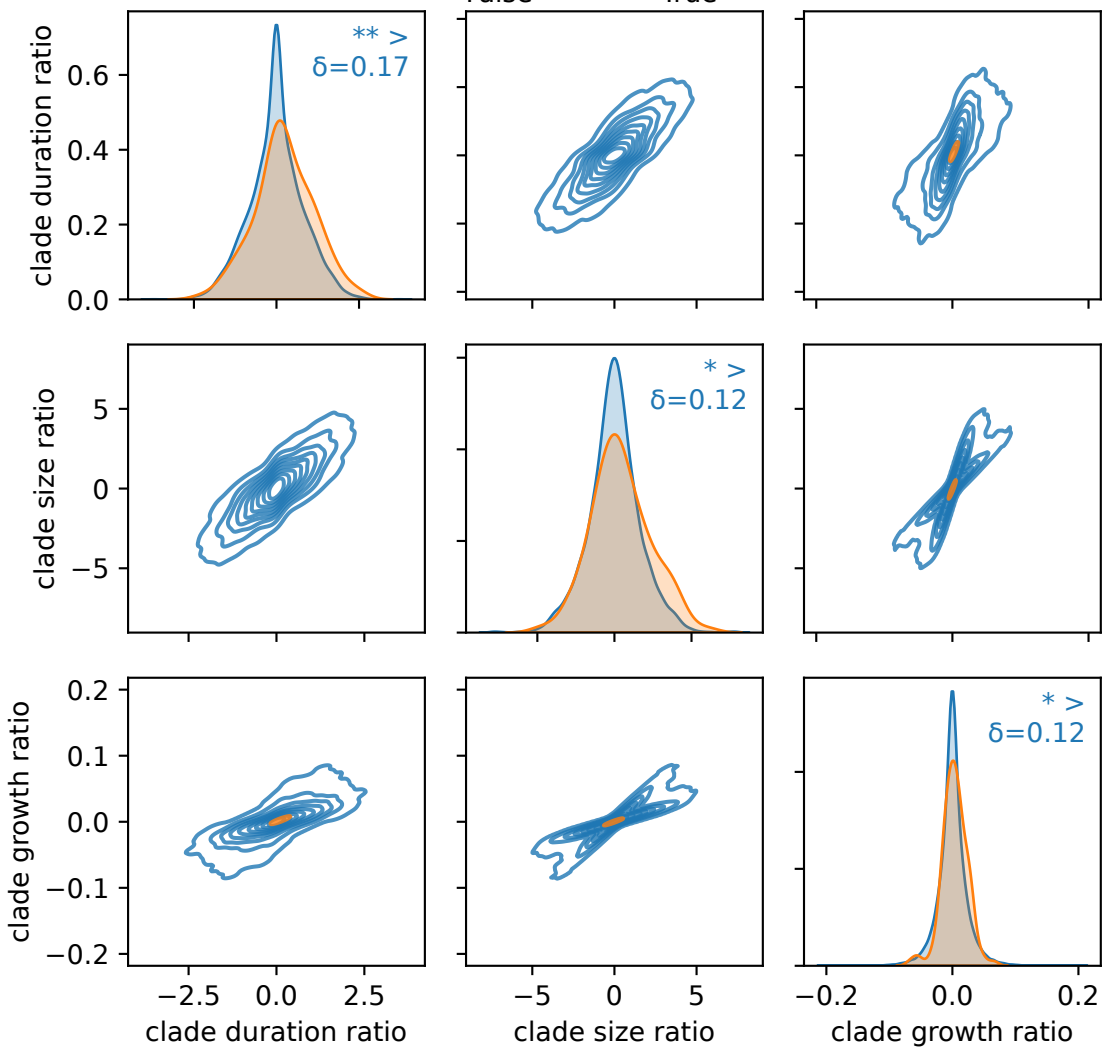 True
clade duration ratio
0.6
0.4
0.2
0.0
** >
δ=0.17
clade size ratio
5
0
−5
* >
δ=0.12
clade growth ratio
0.2
0.1
0.0
−0.1
−0.2
* >
δ=0.12
−2.5 0.0 2.5
−5 0 5
−0.2 0.0 0.2
clade duration ratio
clade size ratio
clade growth ratio